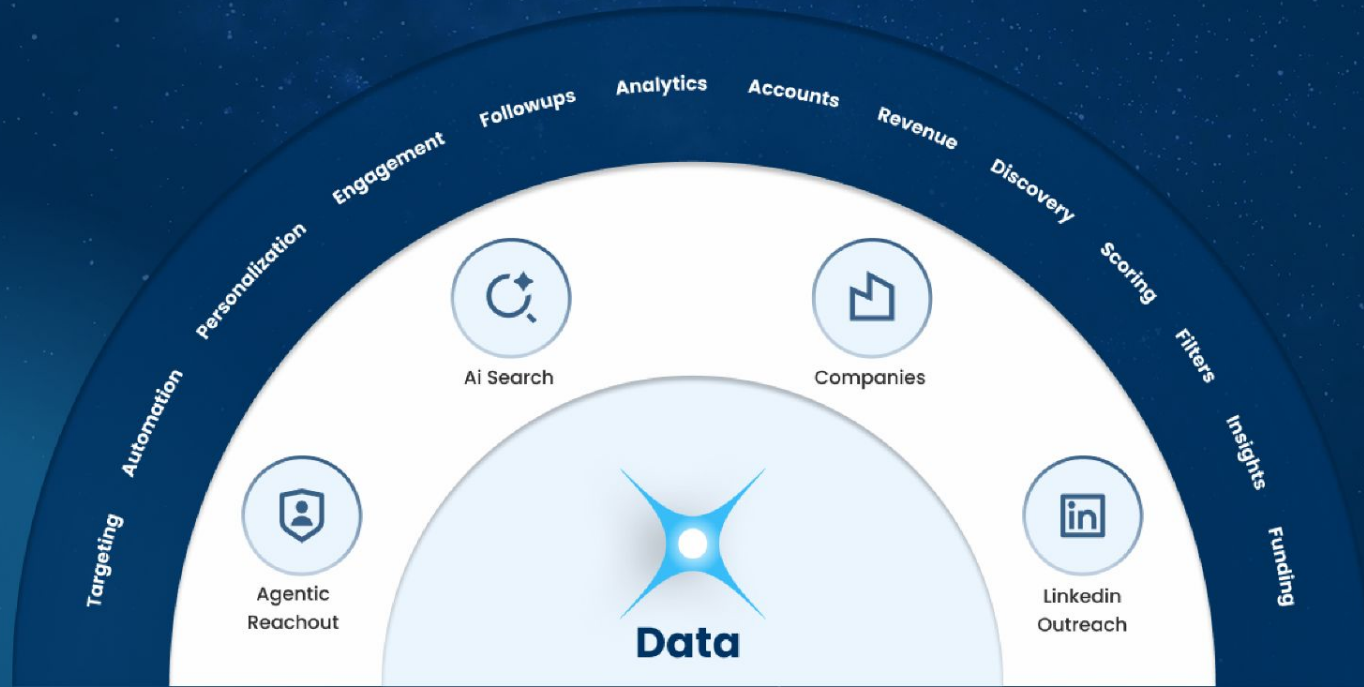 Targeting
Automation
Personalization
Engagement
Followups
Analytics
Accounts
Revenue
Discovery
Scoring
Filters
Insights
Funding
Ai Search
Companies
Agentic
Reachout
in
Linkedin
Outreach
Data